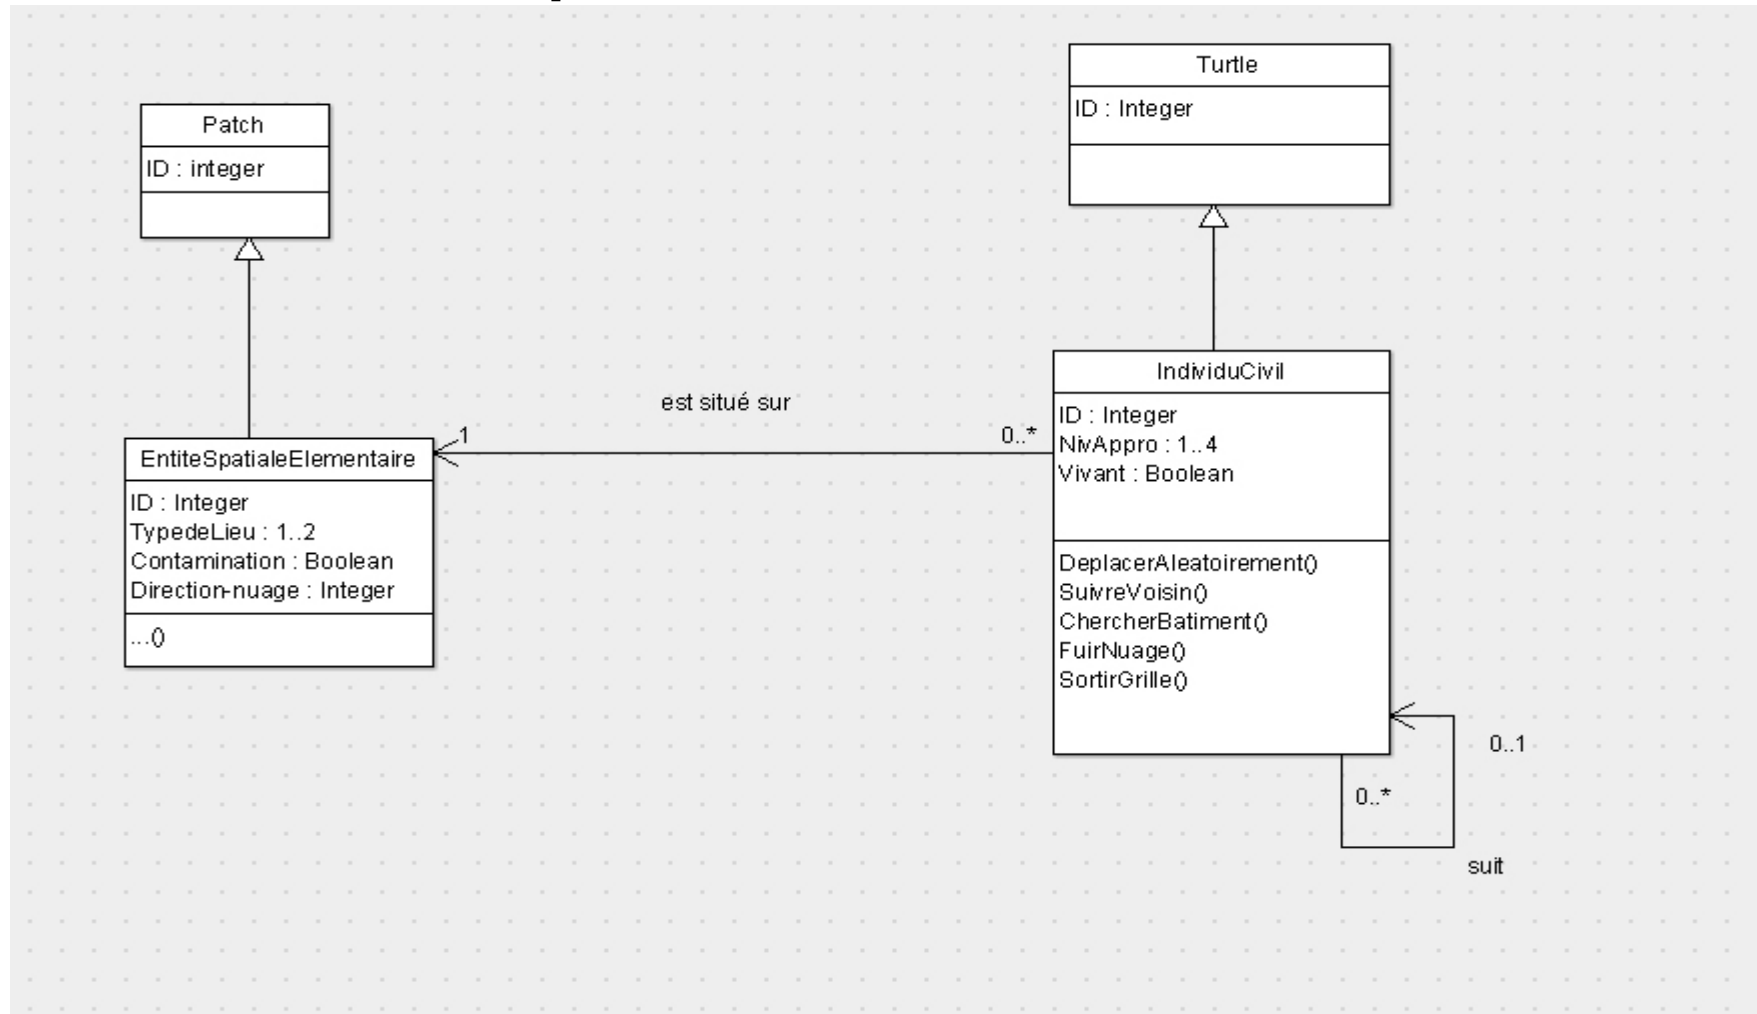 Turtle
ID : Integer
Patch
ID : integer
IndividuCivil
ID : Integer
NivAppro : 1..4
Vivant : Boolean
DeplacerAleatoirement()
SuivreVoisin()
ChercherBatiment()
FuirNuage()
SortirGrille()
est situé sur
1
0..*
EntiteSpatialeElementaire
ID : Integer
TypedeLieu : 1..2
Contamination : Boolean
Direction-nuage : Integer
...()
0..1
0..*
suit